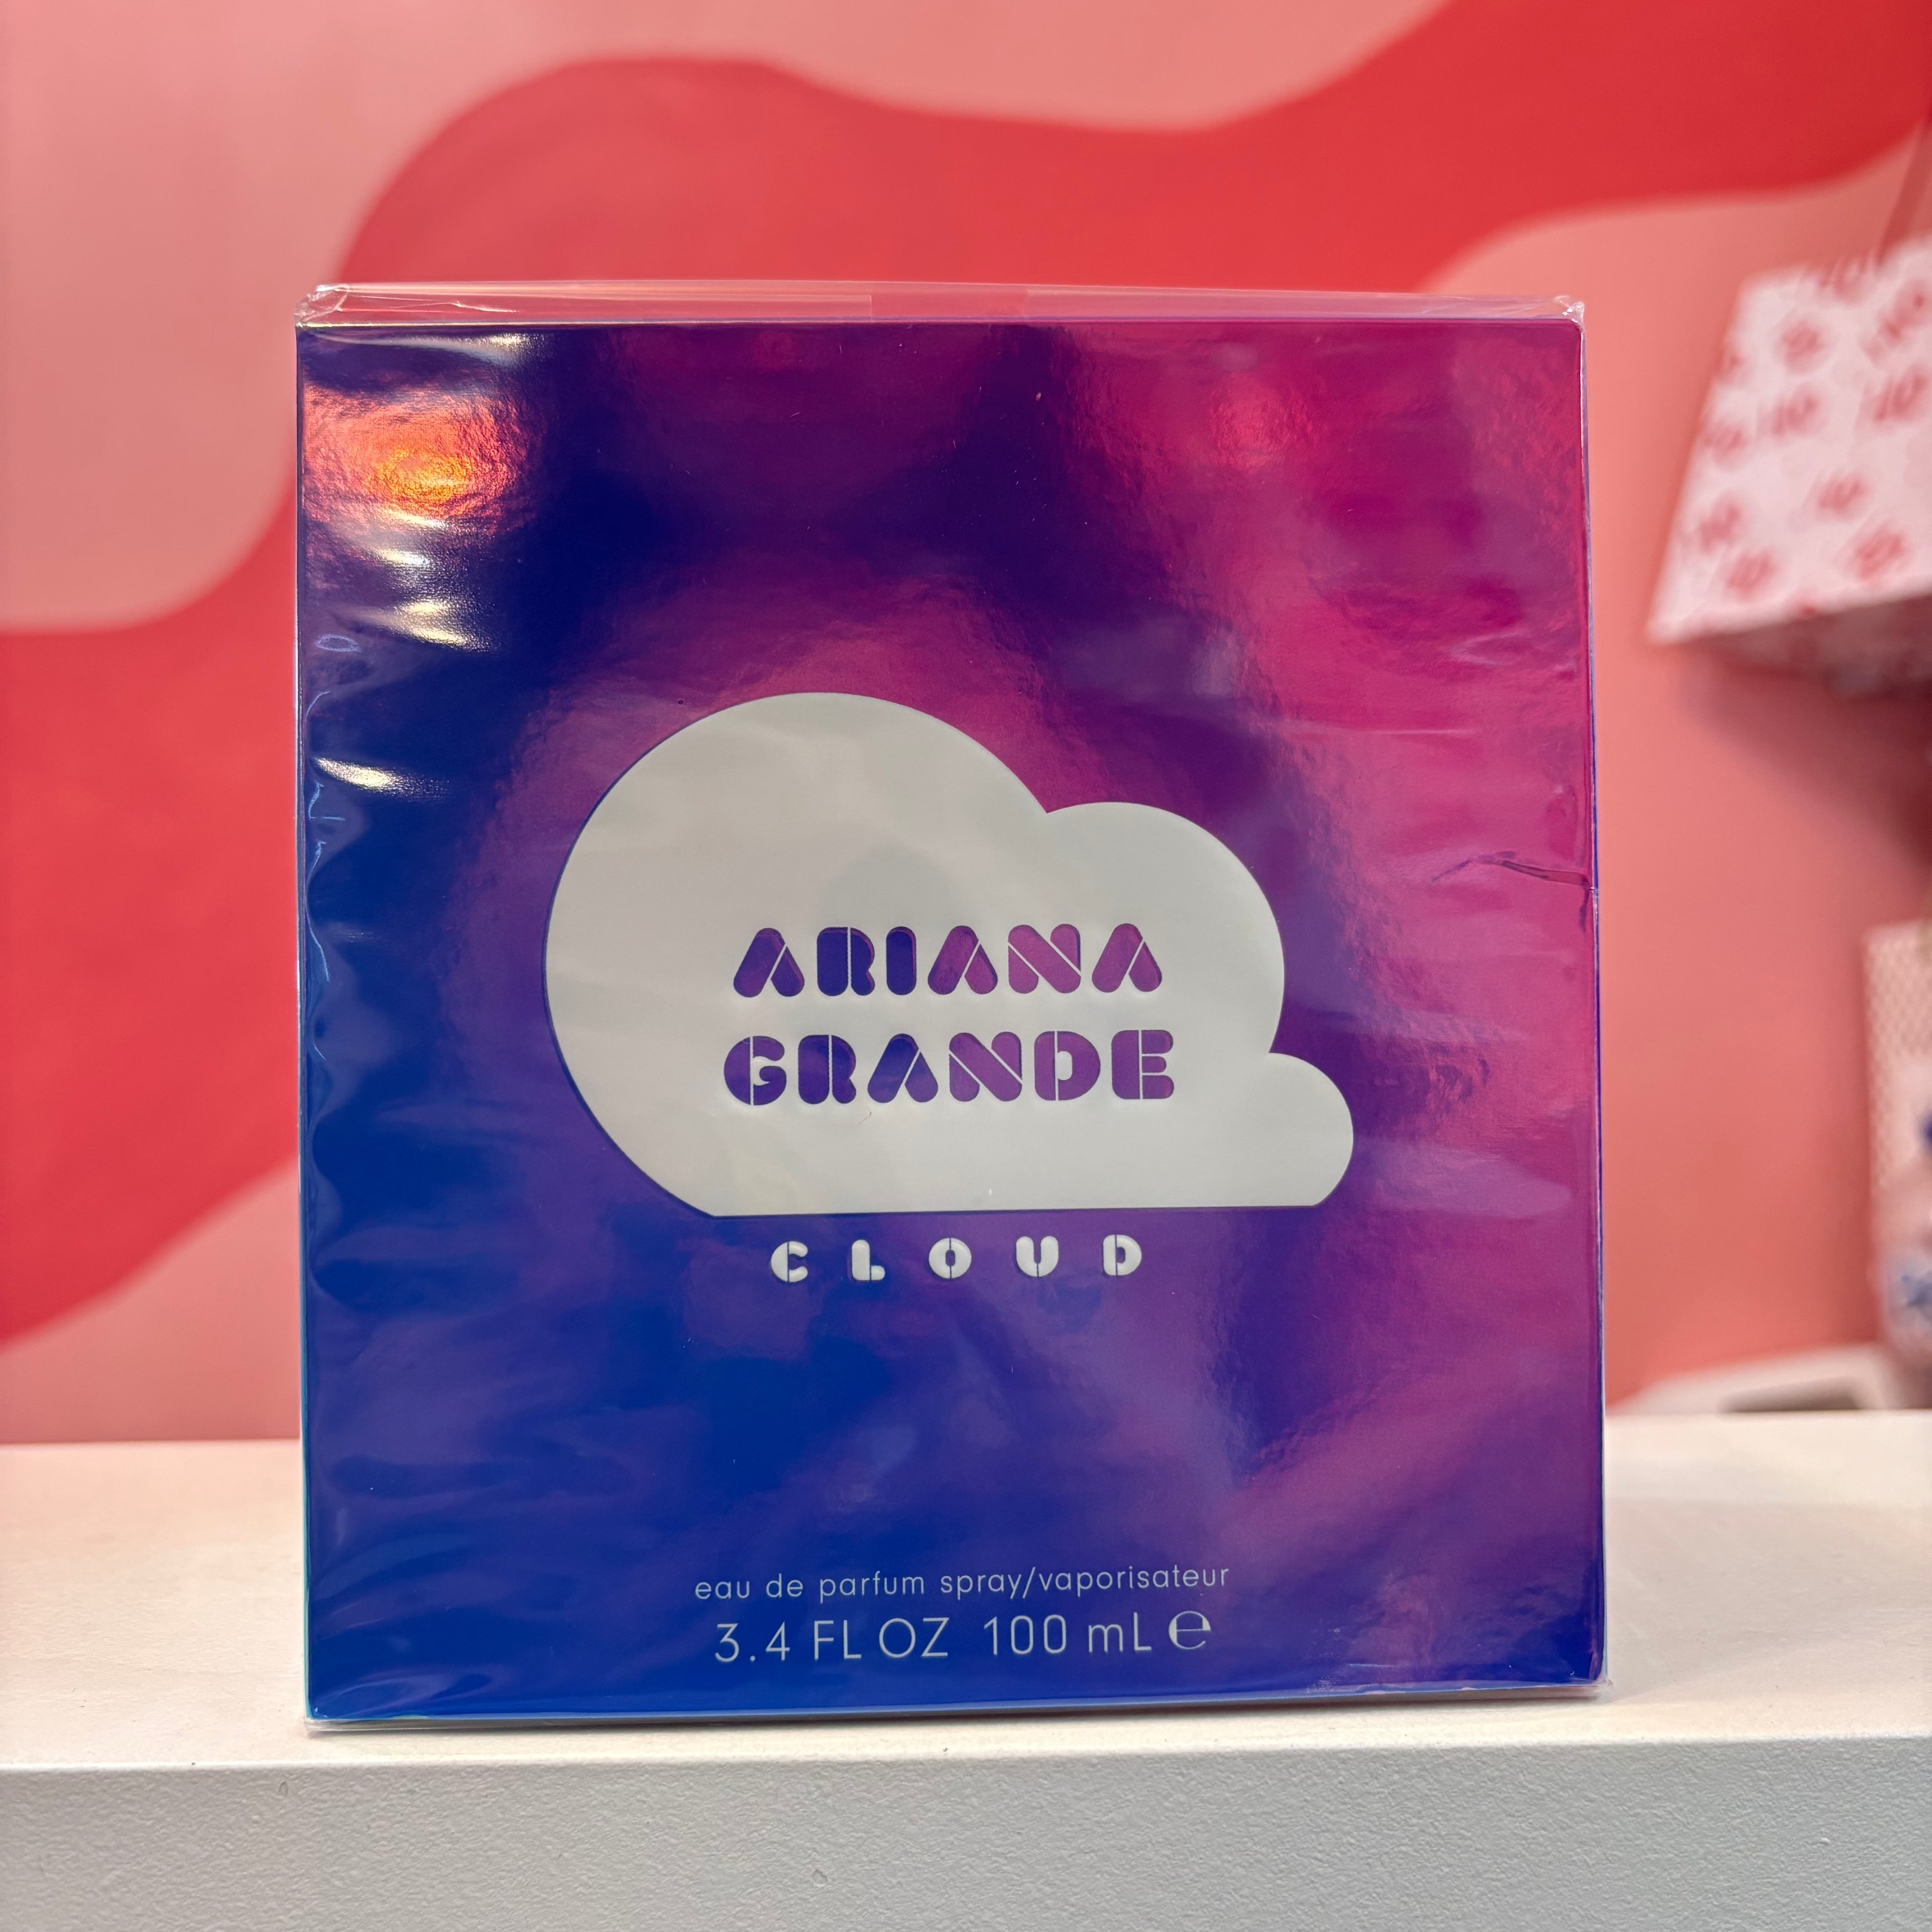 ARIANA
GRANDE
CLOUD
eau de parfum spray/vaporisateur
3.4 FL OZ 100 mL ℮